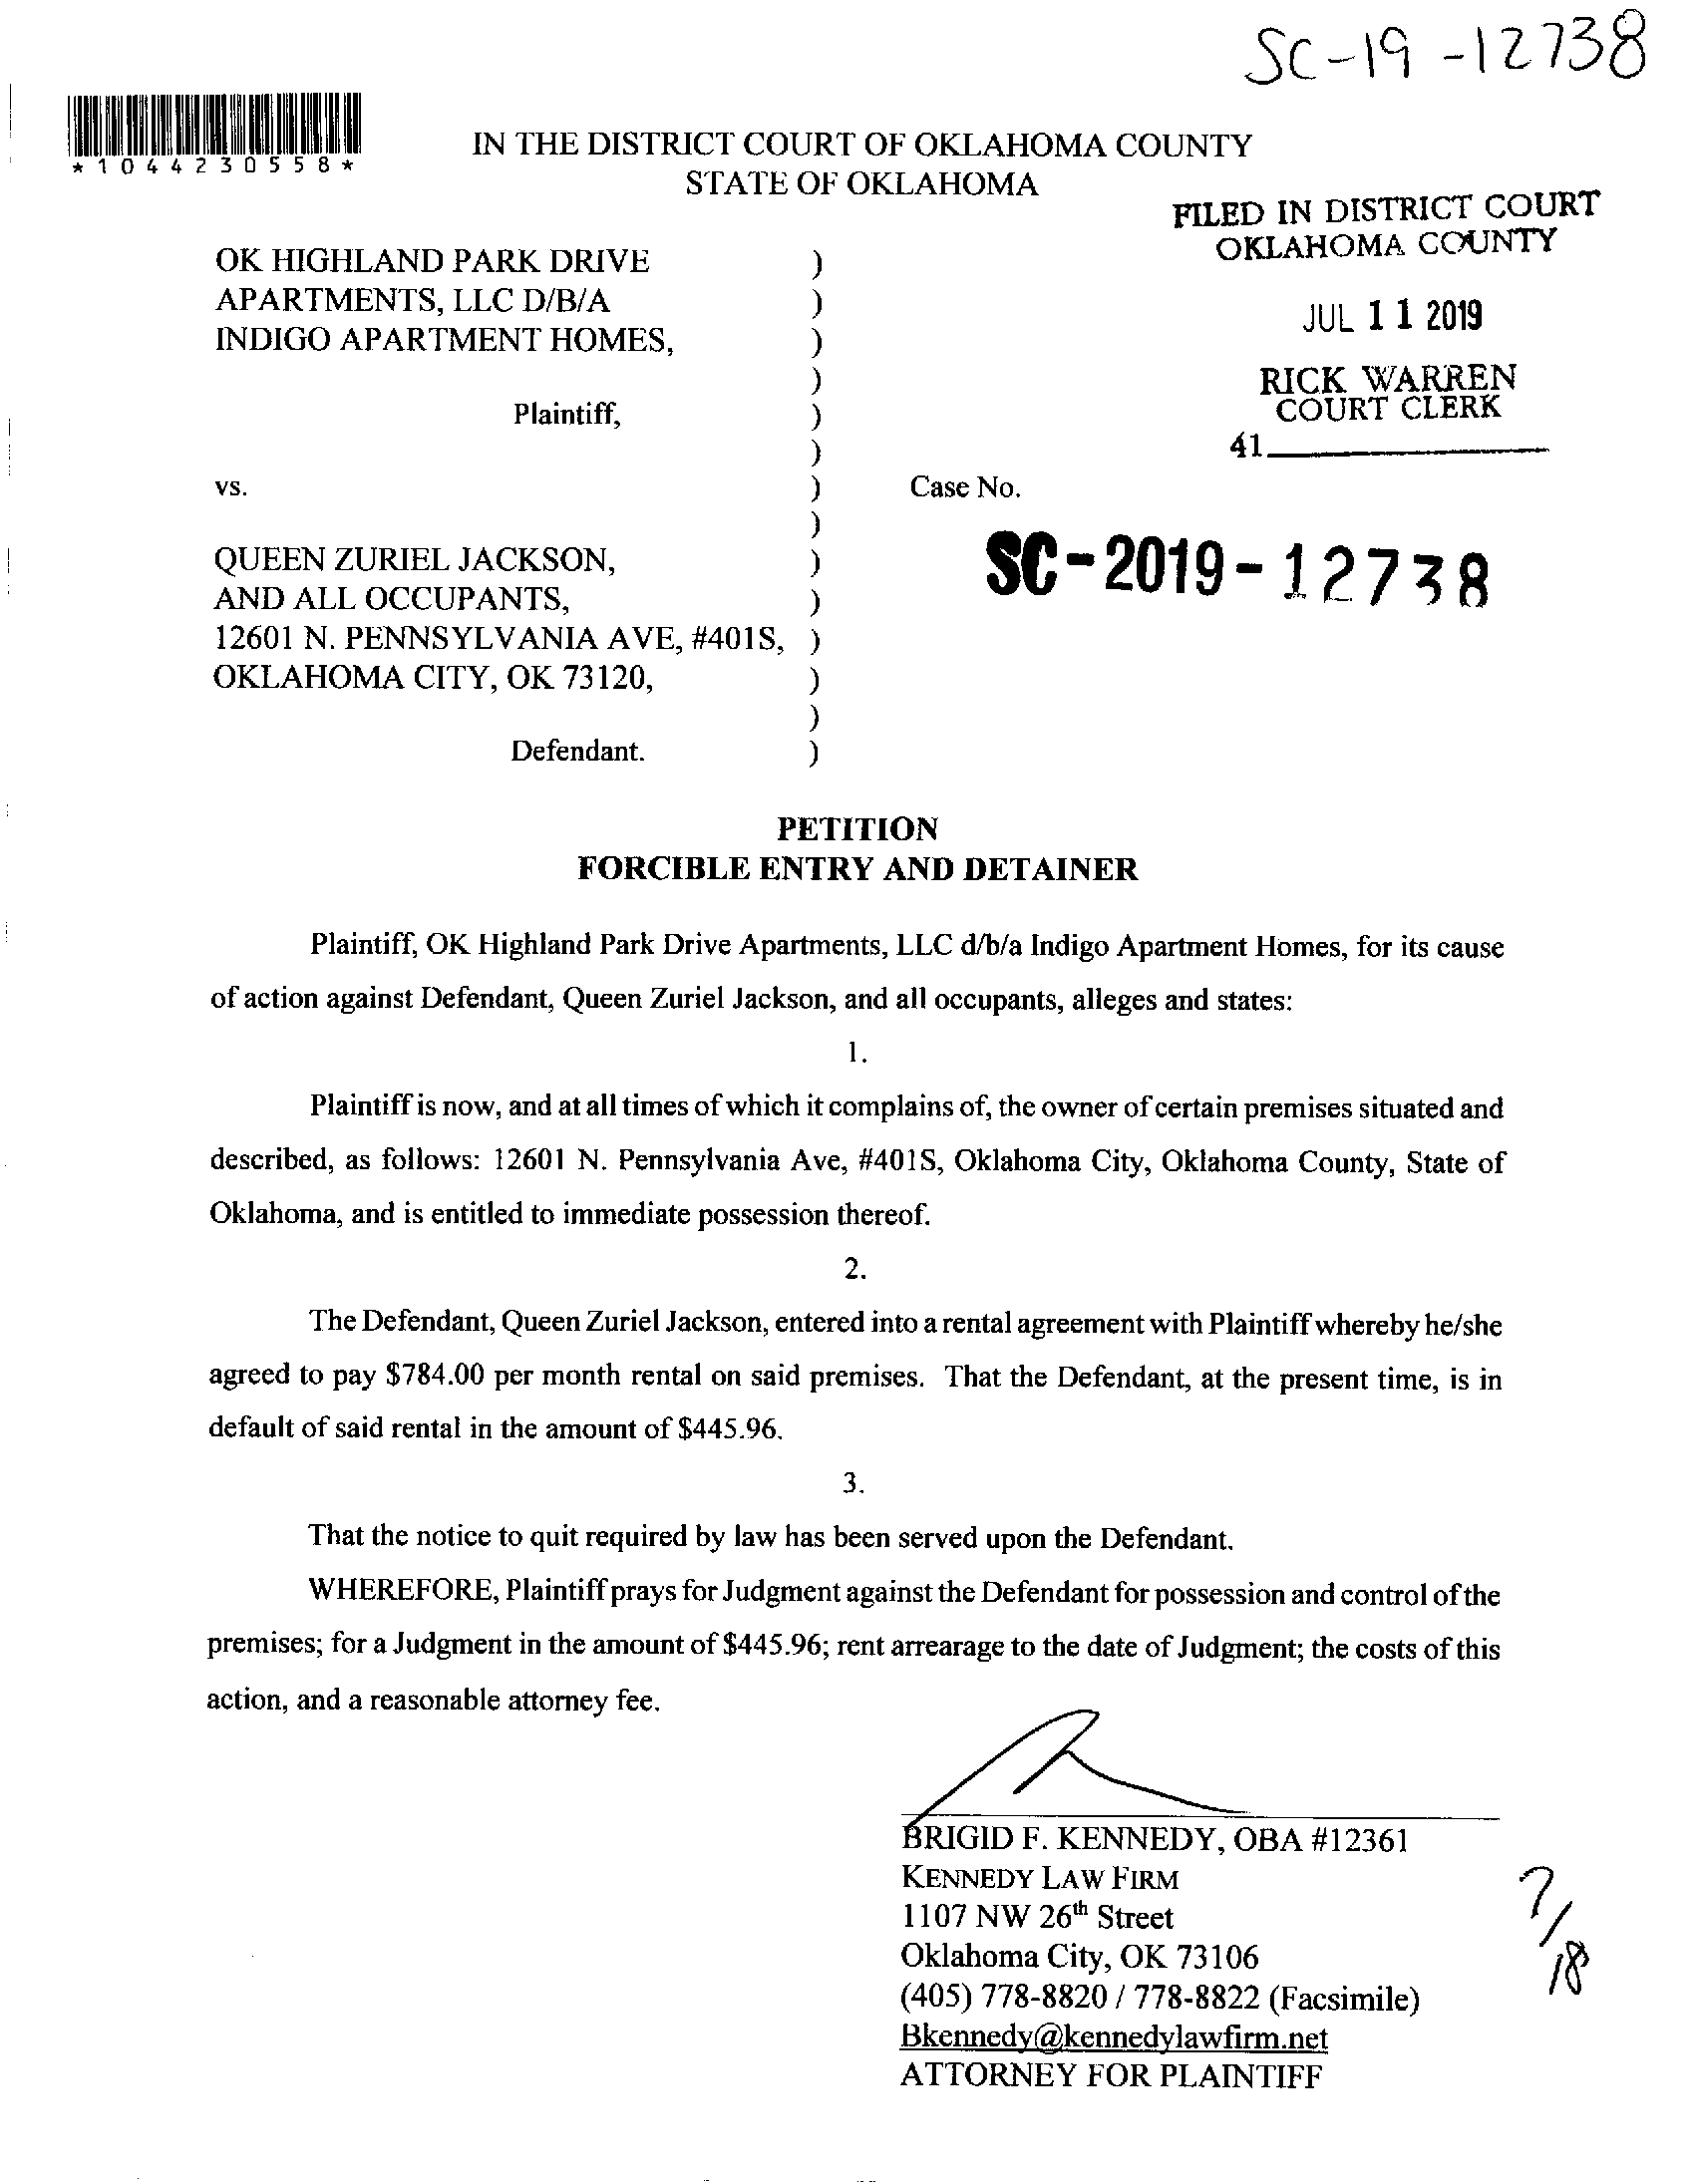 SC-19-12738
*1044230558*
IN THE DISTRICT COURT OF OKLAHOMA COUNTY
STATE OF OKLAHOMA
FILED IN DISTRICT COURT
OKLAHOMA COUNTY
JUL 11 2019
RICK WARREN
COURT CLERK
41
OK HIGHLAND PARK DRIVE )
APARTMENTS, LLC D/B/A )
INDIGO APARTMENT HOMES, )
)
Plaintiff, )
)
vs. ) Case No.
)
SC-2019-12738
QUEEN ZURIEL JACKSON, )
AND ALL OCCUPANTS, )
12601 N. PENNSYLVANIA AVE, #401S, )
OKLAHOMA CITY, OK 73120, )
)
Defendant. )
PETITION
FORCIBLE ENTRY AND DETAINER
Plaintiff, OK Highland Park Drive Apartments, LLC d/b/a Indigo Apartment Homes, for its cause
of action against Defendant, Queen Zuriel Jackson, and all occupants, alleges and states:
1.
Plaintiff is now, and at all times of which it complains of, the owner of certain premises situated and
described, as follows: 12601 N. Pennsylvania Ave, #401S, Oklahoma City, Oklahoma County, State of
Oklahoma, and is entitled to immediate possession thereof.
2.
The Defendant, Queen Zuriel Jackson, entered into a rental agreement with Plaintiff whereby he/she
agreed to pay $784.00 per month rental on said premises. That the Defendant, at the present time, is in
default of said rental in the amount of $445.96.
3.
That the notice to quit required by law has been served upon the Defendant.
WHEREFORE, Plaintiff prays for Judgment against the Defendant for possession and control of the
premises; for a Judgment in the amount of $445.96; rent arrearage to the date of Judgment; the costs of this
action, and a reasonable attorney fee.
BRIGID F. KENNEDY, OBA #12361
KENNEDY LAW FIRM
1107 NW 26th Street
Oklahoma City, OK 73106
(405) 778-8820 / 778-8822 (Facsimile)
Bkennedy@kennedylawfirm.net
ATTORNEY FOR PLAINTIFF
7/18